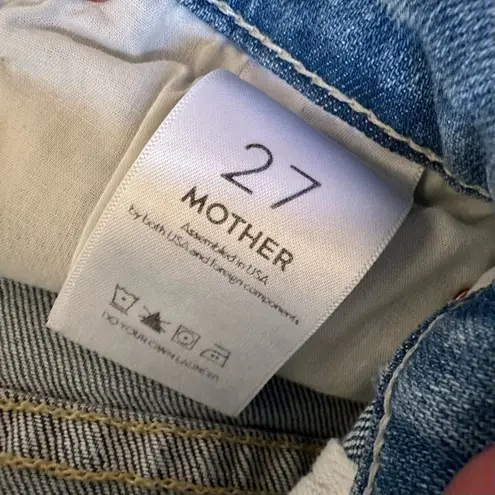 27
MOTHER
Assembled in USA
by both USA and foreign components
DO YOUR OWN LAUNDRY